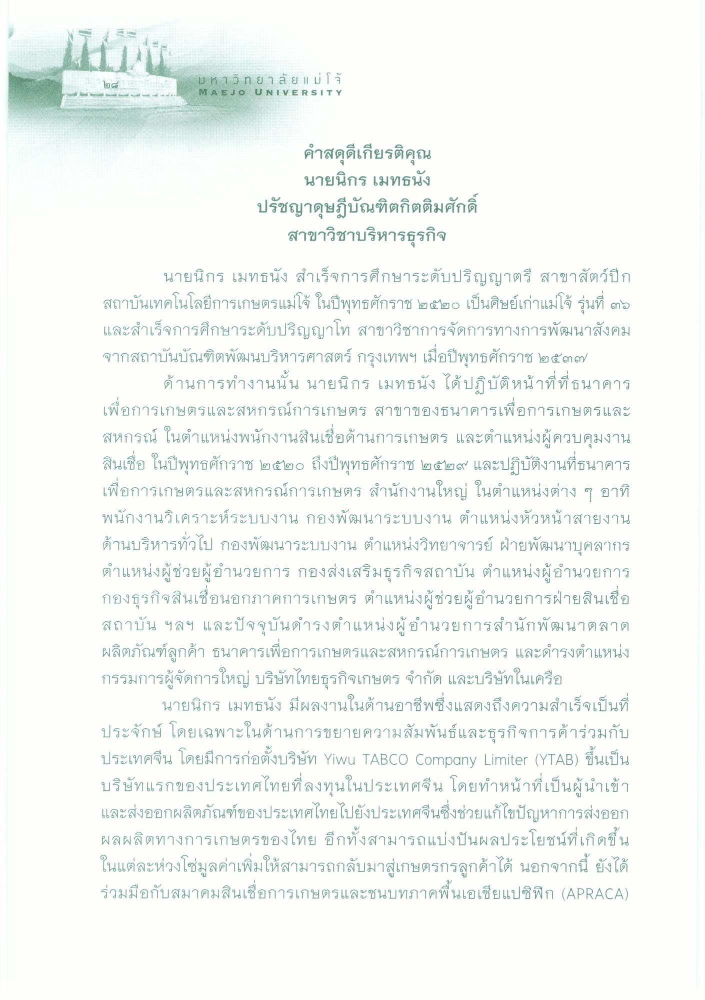 ๒๘
มหาวิทยาลัยแม่โจ้
MAEJO UNIVERSITY
คำสดุดีเกียรติคุณ
นายนิกร เมทธนัง
ปรัชญาดุษฎีบัณฑิตกิตติมศักดิ์
สาขาวิชาบริหารธุรกิจ
นายนิกร เมทธนัง สำเร็จการศึกษาระดับปริญญาตรี สาขาสัตว์ปีก
สถาบันเทคโนโลยีการเกษตรแม่โจ้ ในปีพุทธศักราช ๒๕๒๐ เป็นศิษย์เก่าแม่โจ้ รุ่นที่ ๓๖
และสำเร็จการศึกษาระดับปริญญาโท สาขาวิชาการจัดการทางการพัฒนาสังคม
จากสถาบันบัณฑิตพัฒนบริหารศาสตร์ กรุงเทพฯ เมื่อปีพุทธศักราช ๒๕๓๗
ด้านการทำงานนั้น นายนิกร เมทธนัง ได้ปฏิบัติหน้าที่ที่ธนาคาร
เพื่อการเกษตรและสหกรณ์การเกษตร สาขาของธนาคารเพื่อการเกษตรและ
สหกรณ์ ในตำแหน่งพนักงานสินเชื่อด้านการเกษตร และตำแหน่งผู้ควบคุมงาน
สินเชื่อ ในปีพุทธศักราช ๒๕๒๐ ถึงปีพุทธศักราช ๒๕๒๙ และปฏิบัติงานที่ธนาคาร
เพื่อการเกษตรและสหกรณ์การเกษตร สำนักงานใหญ่ ในตำแหน่งต่าง ๆ อาทิ
พนักงานวิเคราะห์ระบบงาน กองพัฒนาระบบงาน ตำแหน่งหัวหน้าสายงาน
ด้านบริหารทั่วไป กองพัฒนาระบบงาน ตำแหน่งวิทยาจารย์ ฝ่ายพัฒนาบุคลากร
ตำแหน่งผู้ช่วยผู้อำนวยการ กองส่งเสริมธุรกิจสถาบัน ตำแหน่งผู้อำนวยการ
กองธุรกิจสินเชื่อนอกภาคการเกษตร ตำแหน่งผู้ช่วยผู้อำนวยการฝ่ายสินเชื่อ
สถาบัน ฯลฯ และปัจจุบันดำรงตำแหน่งผู้อำนวยการสำนักพัฒนาตลาด
ผลิตภัณฑ์ลูกค้า ธนาคารเพื่อการเกษตรและสหกรณ์การเกษตร และดำรงตำแหน่ง
กรรมการผู้จัดการใหญ่ บริษัทไทยธุรกิจเกษตร จำกัด และบริษัทในเครือ
นายนิกร เมทธนัง มีผลงานในด้านอาชีพซึ่งแสดงถึงความสำเร็จเป็นที่
ประจักษ์ โดยเฉพาะในด้านการขยายความสัมพันธ์และธุรกิจการค้าร่วมกับ
ประเทศจีน โดยมีการก่อตั้งบริษัท Yiwu TABCO Company Limiter (YTAB) ขึ้นเป็น
บริษัทแรกของประเทศไทยที่ลงทุนในประเทศจีน โดยทำหน้าที่เป็นผู้นำเข้า
และส่งออกผลิตภัณฑ์ของประเทศไทยไปยังประเทศจีนซึ่งช่วยแก้ไขปัญหาการส่งออก
ผลผลิตทางการเกษตรของไทย อีกทั้งสามารถแบ่งปันผลประโยชน์ที่เกิดขึ้น
ในแต่ละห่วงโซ่มูลค่าเพิ่มให้สามารถกลับมาสู่เกษตรกรลูกค้าได้ นอกจากนี้ ยังได้
ร่วมมือกับสมาคมสินเชื่อการเกษตรและชนบทภาคพื้นเอเชียแปซิฟิก (APRACA)